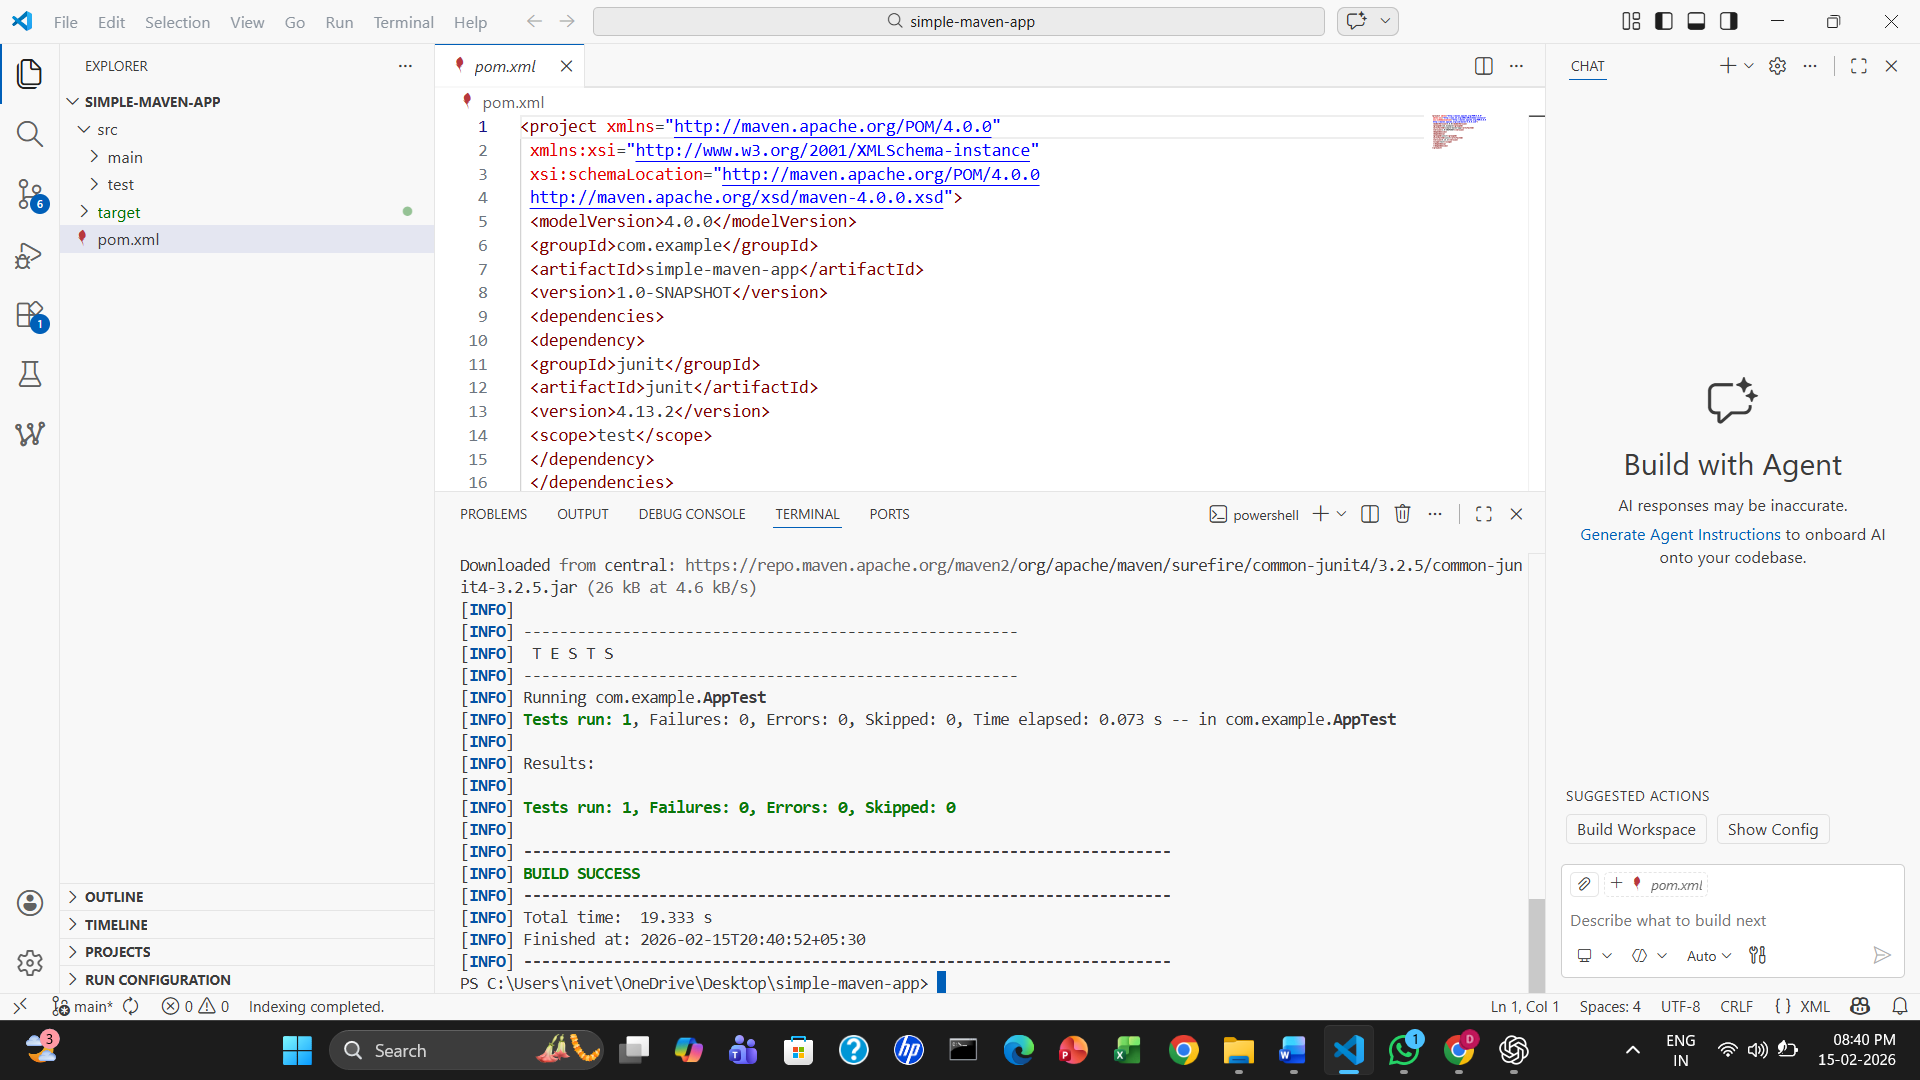 File Edit Selection View Go Run Terminal Help
simple-maven-app
EXPLORER
SIMPLE-MAVEN-APP
src
main
test
target
pom.xml
6
1
OUTLINE
TIMELINE
PROJECTS
RUN CONFIGURATION
pom.xml
pom.xml
1 <project xmlns="http://maven.apache.org/POM/4.0.0"
2 xmlns:xsi="http://www.w3.org/2001/XMLSchema-instance"
3 xsi:schemaLocation="http://maven.apache.org/POM/4.0.0
4 http://maven.apache.org/xsd/maven-4.0.0.xsd">
5 <modelVersion>4.0.0</modelVersion>
6 <groupId>com.example</groupId>
7 <artifactId>simple-maven-app</artifactId>
8 <version>1.0-SNAPSHOT</version>
9 <dependencies>
10 <dependency>
11 <groupId>junit</groupId>
12 <artifactId>junit</artifactId>
13 <version>4.13.2</version>
14 <scope>test</scope>
15 </dependency>
16 </dependencies>
PROBLEMS OUTPUT DEBUG CONSOLE TERMINAL PORTS
powershell
Downloaded from central: https://repo.maven.apache.org/maven2/org/apache/maven/surefire/common-junit4/3.2.5/common-jun
it4-3.2.5.jar (26 kB at 4.6 kB/s)
[INFO]
[INFO] -------------------------------------------------------
[INFO]  T E S T S
[INFO] -------------------------------------------------------
[INFO] Running com.example.AppTest
[INFO] Tests run: 1, Failures: 0, Errors: 0, Skipped: 0, Time elapsed: 0.073 s -- in com.example.AppTest
[INFO]
[INFO] Results:
[INFO]
[INFO] Tests run: 1, Failures: 0, Errors: 0, Skipped: 0
[INFO]
[INFO] ------------------------------------------------------------------------
[INFO] BUILD SUCCESS
[INFO] ------------------------------------------------------------------------
[INFO] Total time:  19.333 s
[INFO] Finished at: 2026-02-15T20:40:52+05:30
[INFO] ------------------------------------------------------------------------
PS C:\Users\nivet\OneDrive\Desktop\simple-maven-app>
CHAT
Build with Agent
AI responses may be inaccurate.
Generate Agent Instructions to onboard AI
onto your codebase.
SUGGESTED ACTIONS
Build Workspace Show Config
pom.xml
Describe what to build next
Auto
main* 0 0 Indexing completed.
Ln 1, Col 1 Spaces: 4 UTF-8 CRLF { } XML
3
Search
1
D
ENG
IN
08:40 PM
15-02-2026